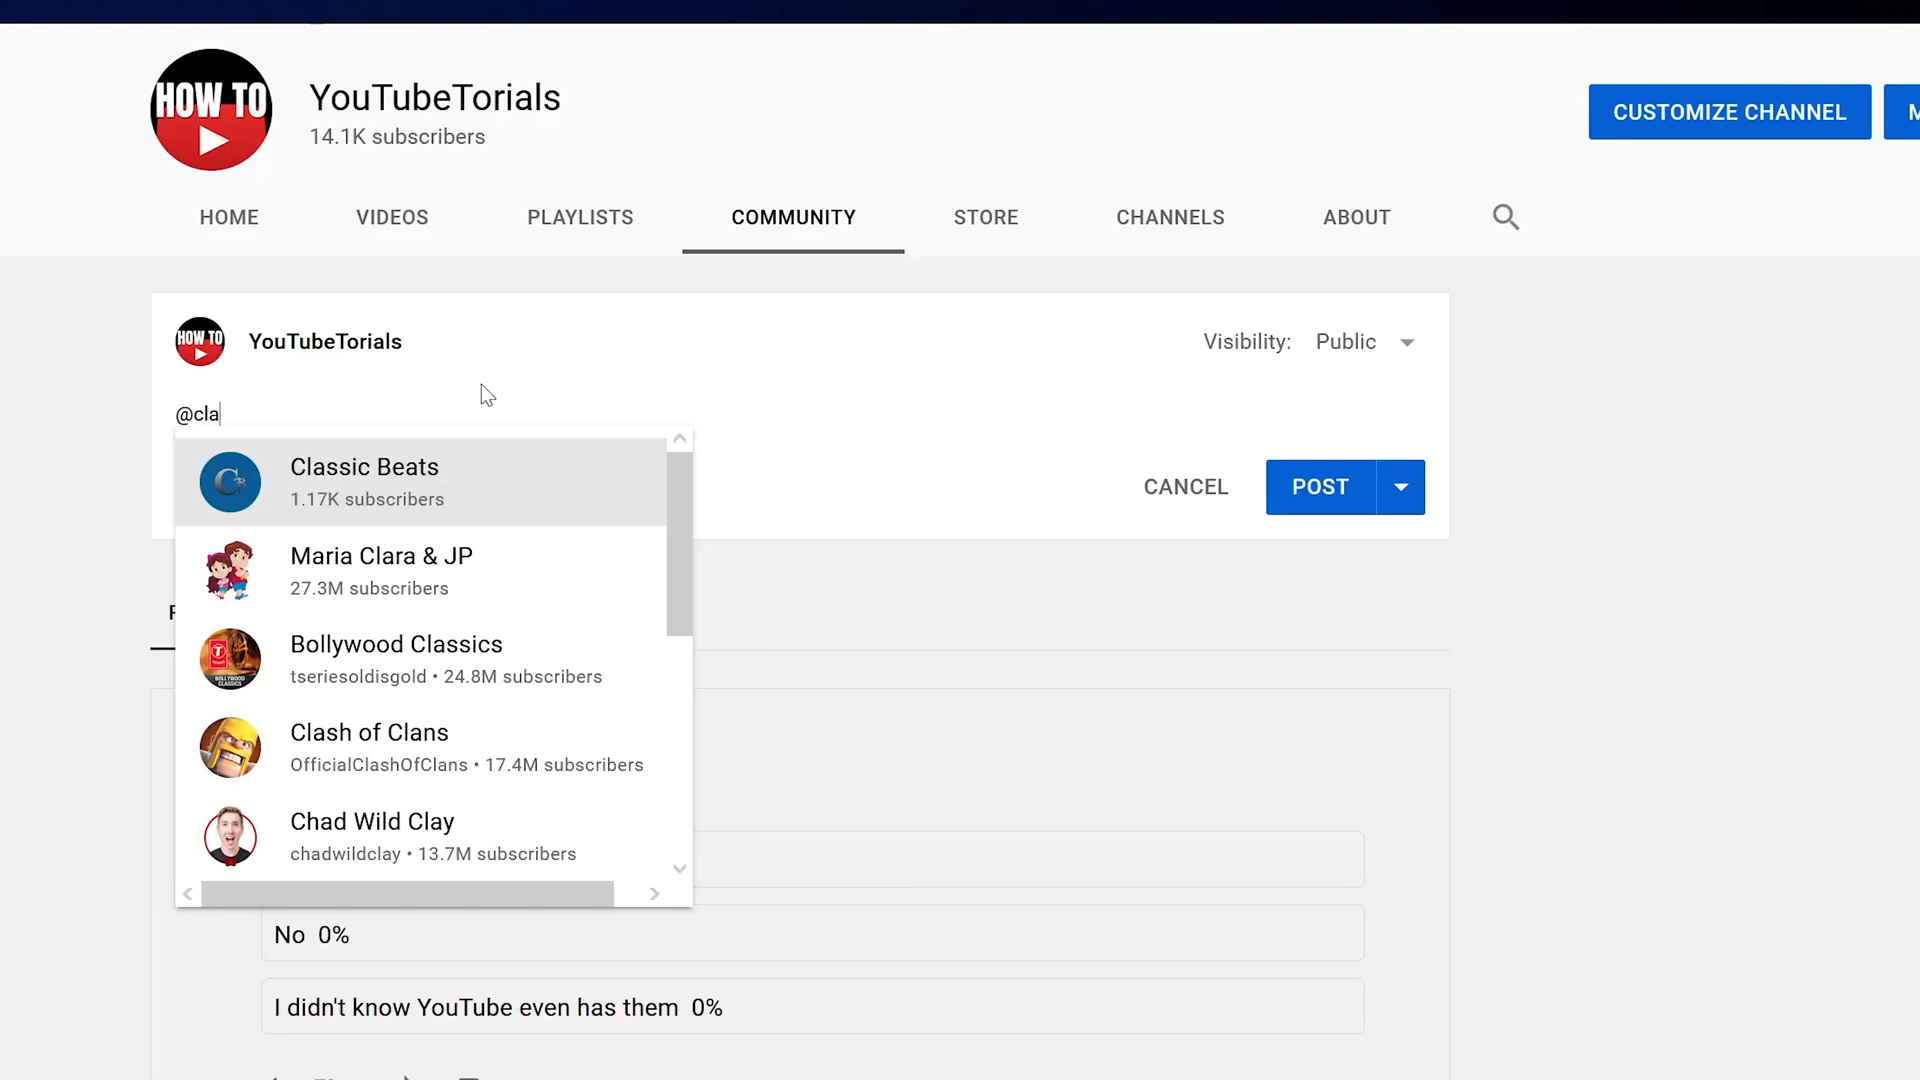 HOW TO
YouTubeTorials
14.1K subscribers
CUSTOMIZE CHANNEL
M
HOME VIDEOS PLAYLISTS COMMUNITY STORE CHANNELS ABOUT
HOW TO
YouTubeTorials
Visibility: Public
@cla
Classic Beats
1.17K subscribers
CANCEL POST
Maria Clara & JP
27.3M subscribers
Bollywood Classics
tseriesoldisgold • 24.8M subscribers
BOLLYWOOD
CLASSICS
Clash of Clans
OfficialClashOfClans • 17.4M subscribers
Chad Wild Clay
chadwildclay • 13.7M subscribers
No 0%
I didn't know YouTube even has them 0%